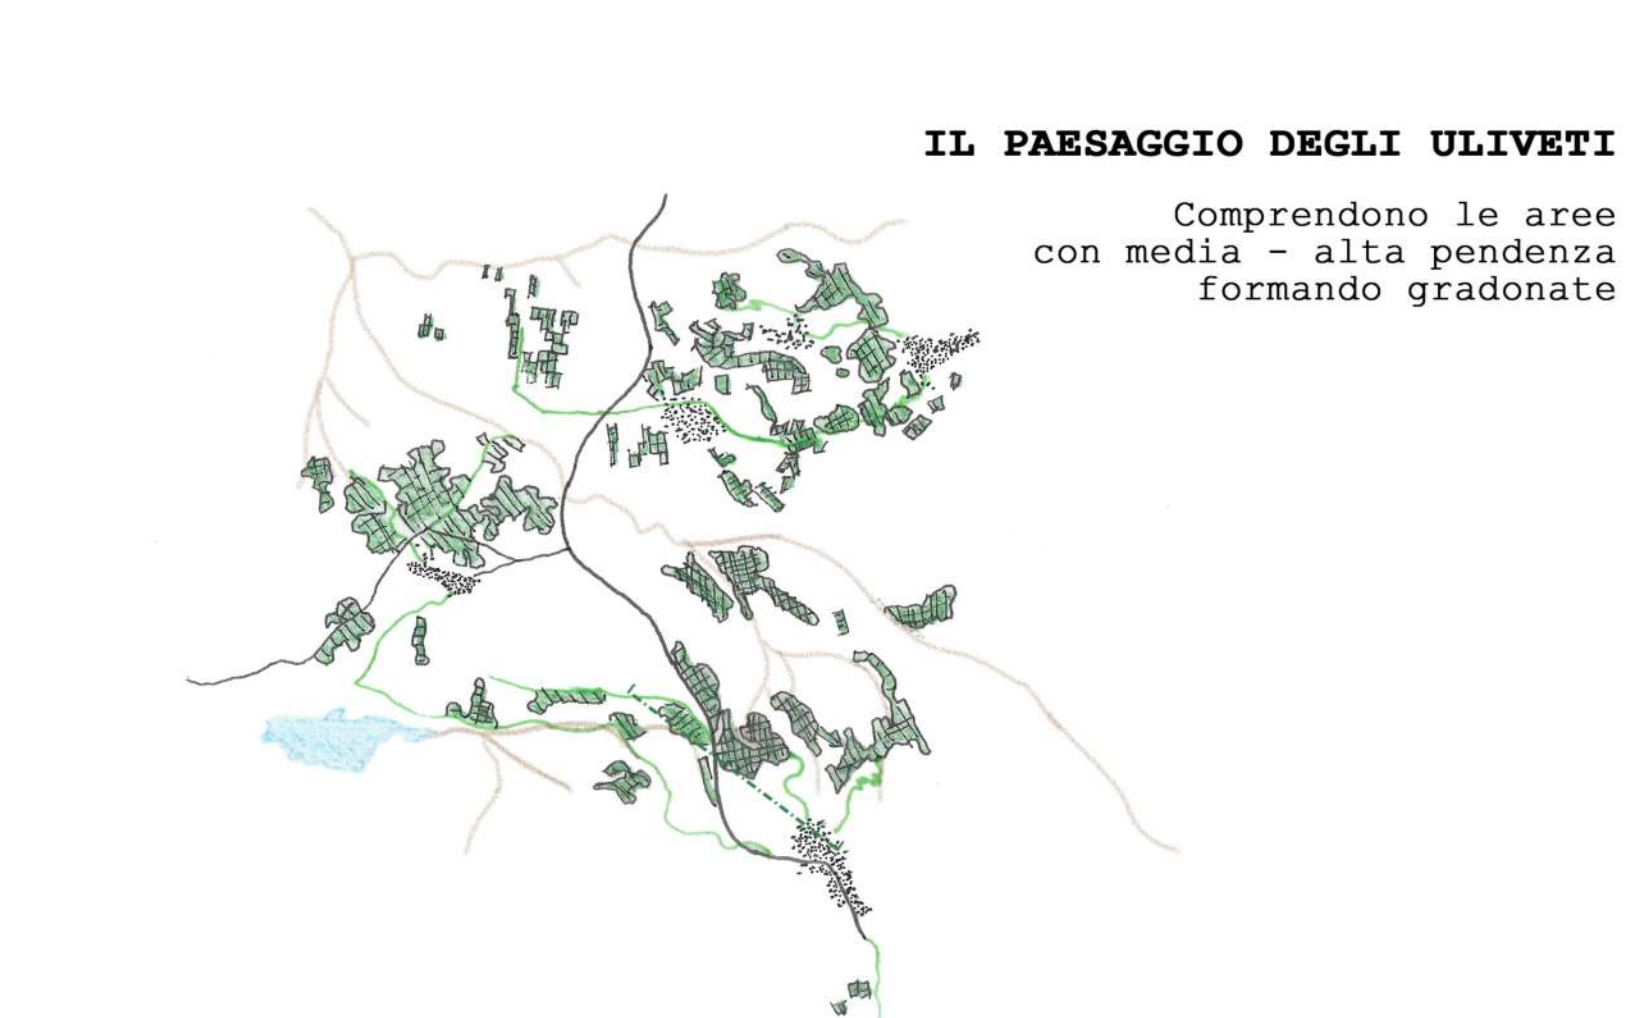 IL PAESAGGIO DEGLI ULIVETI
Comprendono le aree
con media - alta pendenza
formando gradonate